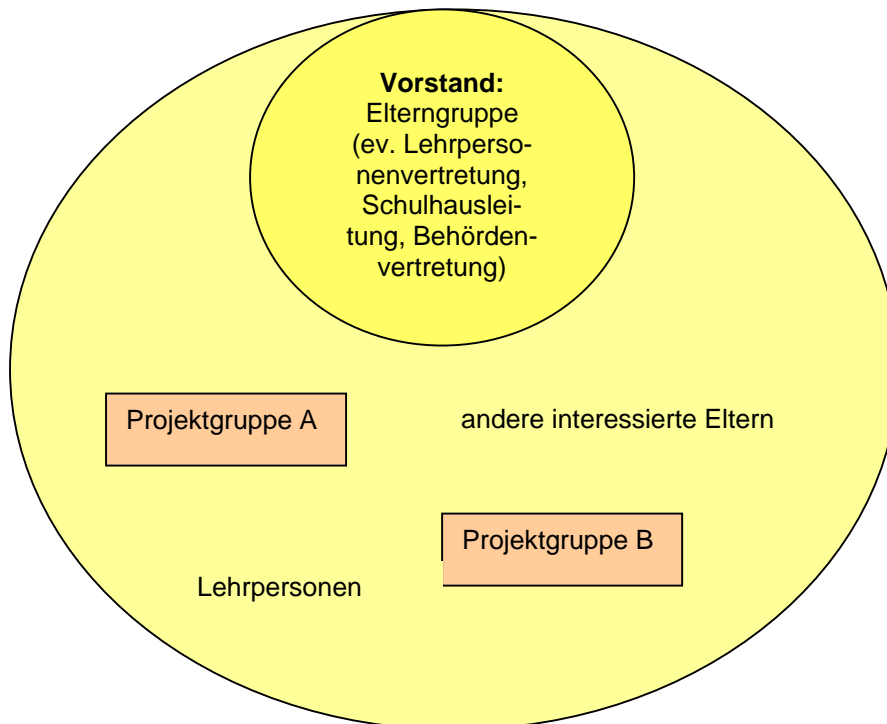 Vorstand:
Elterngruppe
(ev. Lehrperso-
nenvertretung,
Schulhauslei-
tung, Behörden-
vertretung)
Projektgruppe A
andere interessierte Eltern
Projektgruppe B
Lehrpersonen